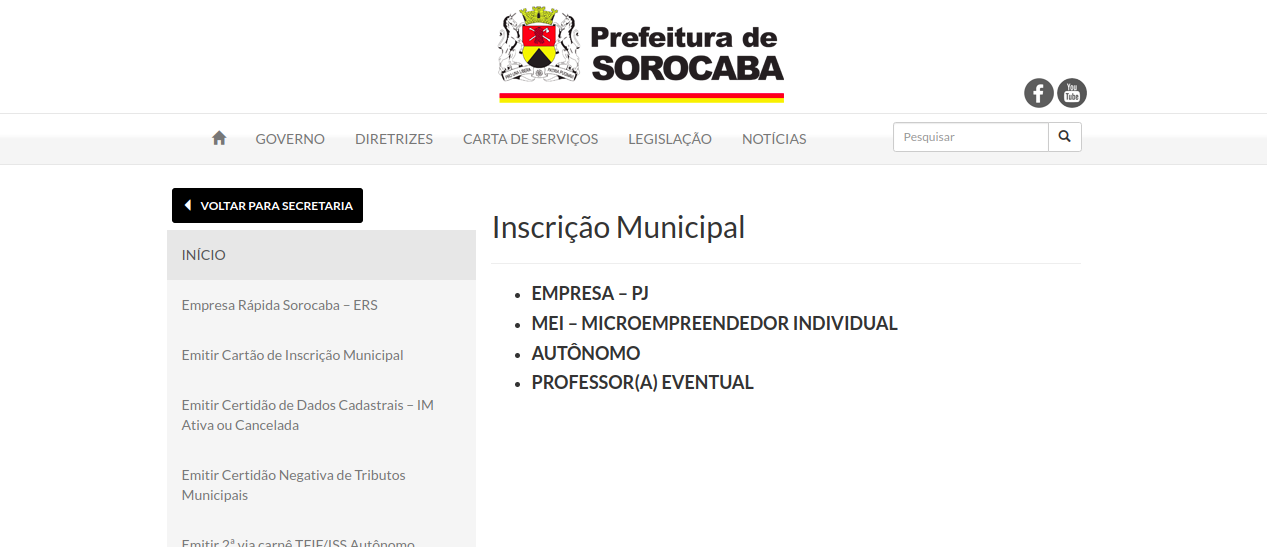 Prefeitura de
SOROCABA
You
Tube
GOVERNO
DIRETRIZES
CARTA DE SERVIÇOS
LEGISLAÇÃO
NOTÍCIAS
Pesquisar
VOLTAR PARA SECRETARIA
INÍCIO
Empresa Rápida Sorocaba – ERS
Emitir Cartão de Inscrição Municipal
Emitir Certidão de Dados Cadastrais – IM
Ativa ou Cancelada
Emitir Certidão Negativa de Tributos
Municipais
Emitir 2ª via carnê TFIF/ISS Autônomo
Inscrição Municipal
EMPRESA – PJ
MEI – MICROEMPREENDEDOR INDIVIDUAL
AUTÔNOMO
PROFESSOR(A) EVENTUAL